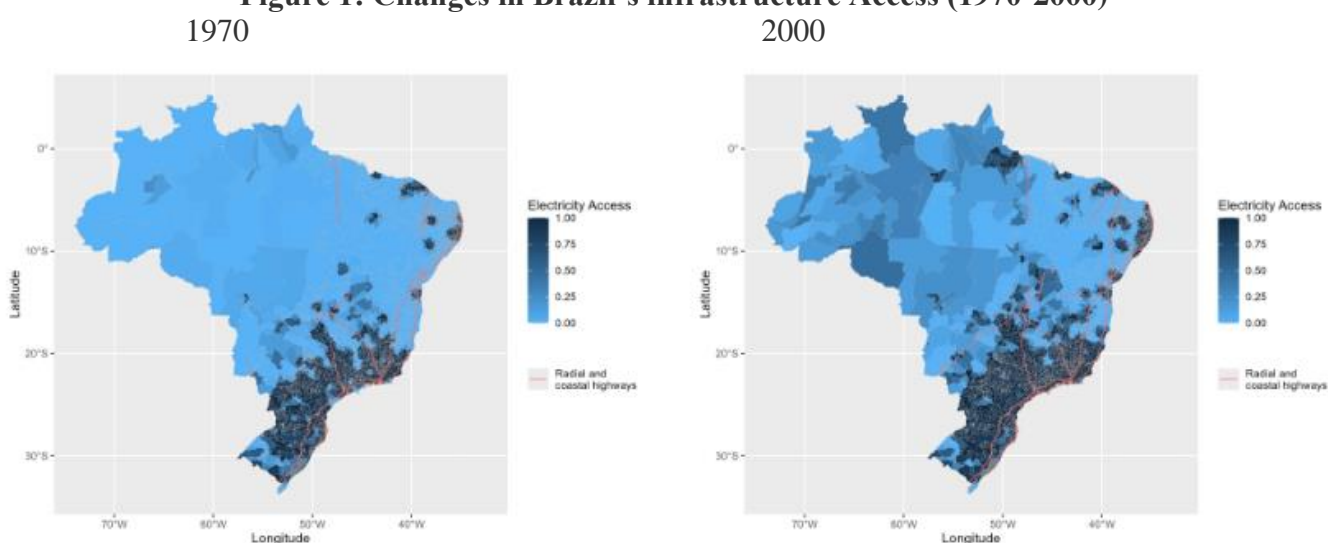 Figure 1: Changes in Brazil's Infrastructure Access (1970-2000)
1970
2000
0°
10°S
20°S
30°S
Latitude
70°W
60°W
50°W
40°W
Longitude
Electricity Access
1.00
0.75
0.50
0.25
0.00
Radial and
coastal highways
0°
10°S
20°S
30°S
Latitude
70°W
60°W
50°W
40°W
Longitude
Electricity Access
1.00
0.75
0.50
0.25
0.00
Radial and
coastal highways